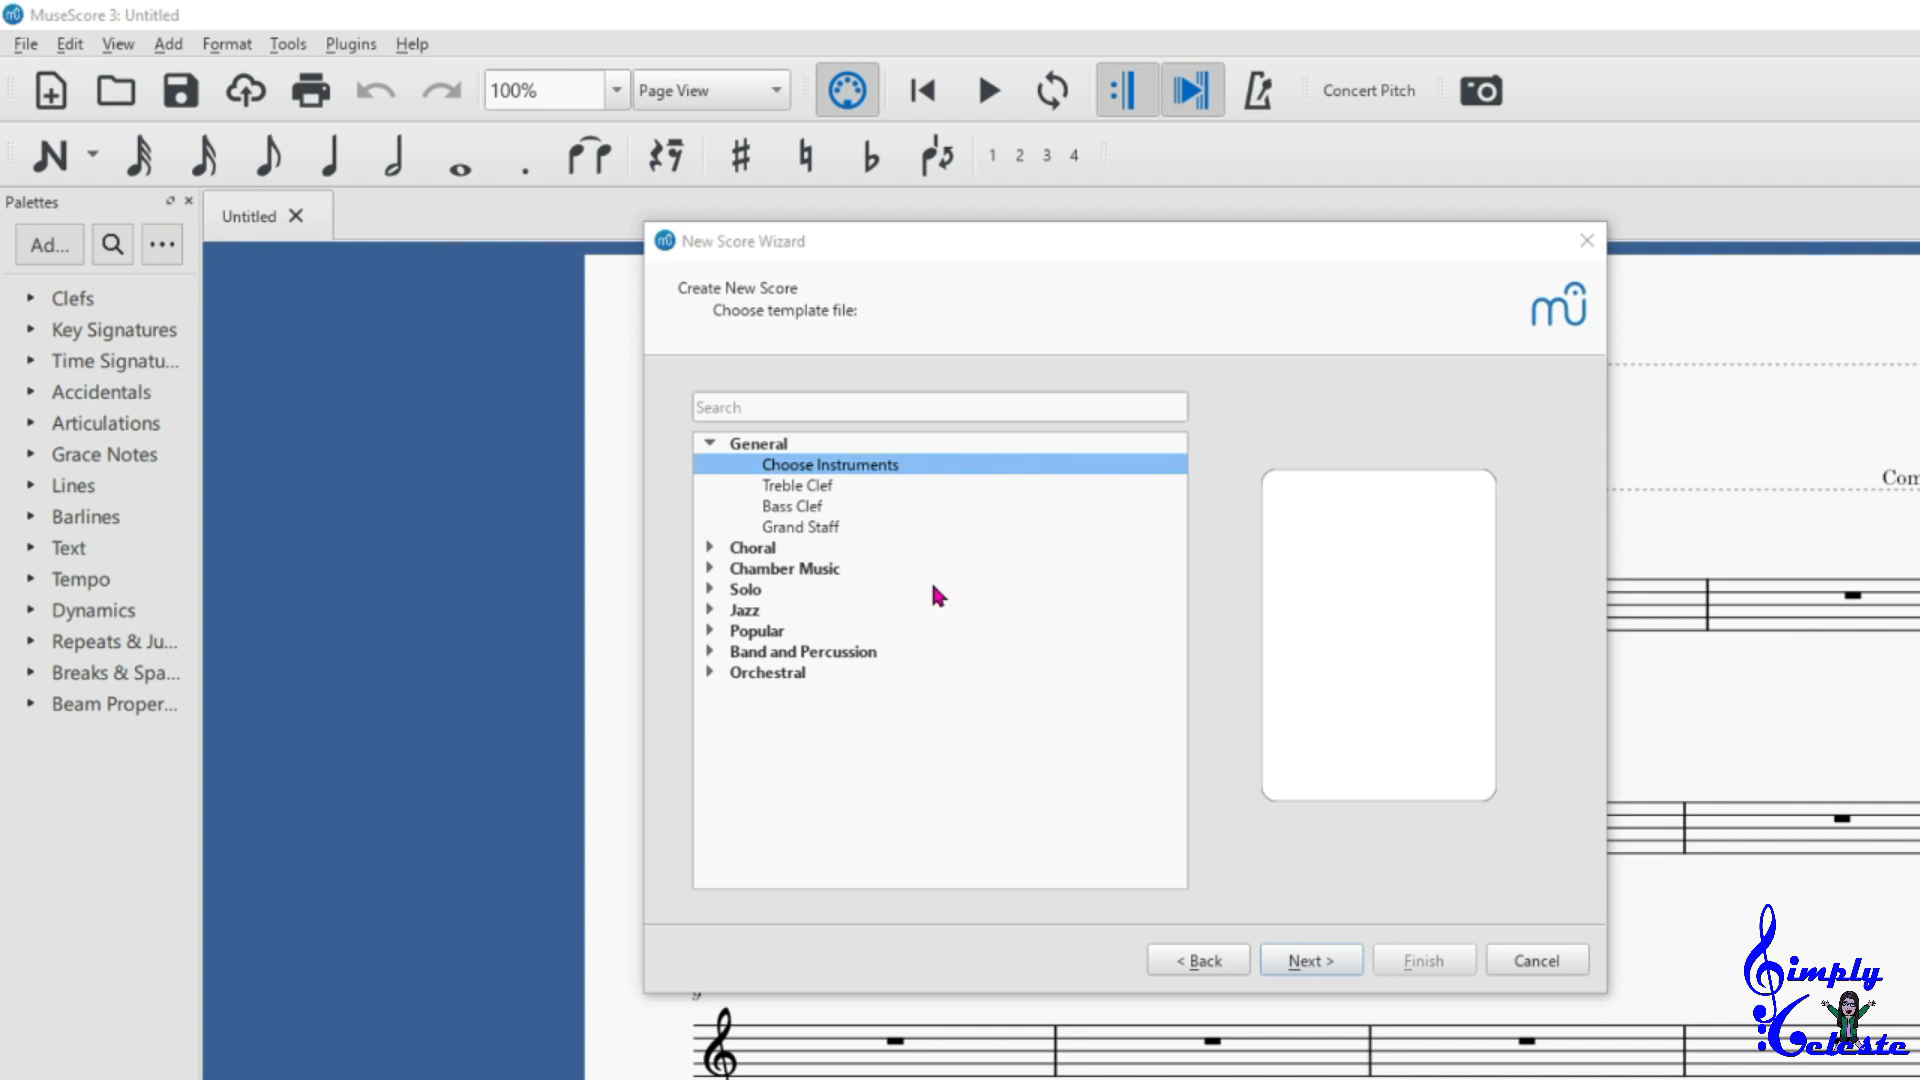 MuseScore 3: Untitled
File Edit View Add Format Tools Plugins Help
100% Page View Concert Pitch
1 2 3 4
Palettes
Ad...
Clefs
Key Signatures
Time Signatu...
Accidentals
Articulations
Grace Notes
Lines
Barlines
Text
Tempo
Dynamics
Repeats & Ju...
Breaks & Spa...
Beam Proper...
Untitled
New Score Wizard
Create New Score
Choose template file:
Search
General
Choose Instruments
Treble Clef
Bass Clef
Grand Staff
Choral
Chamber Music
Solo
Jazz
Popular
Band and Percussion
Orchestral
< Back Next > Finish Cancel
Com
9
Simply
Celeste